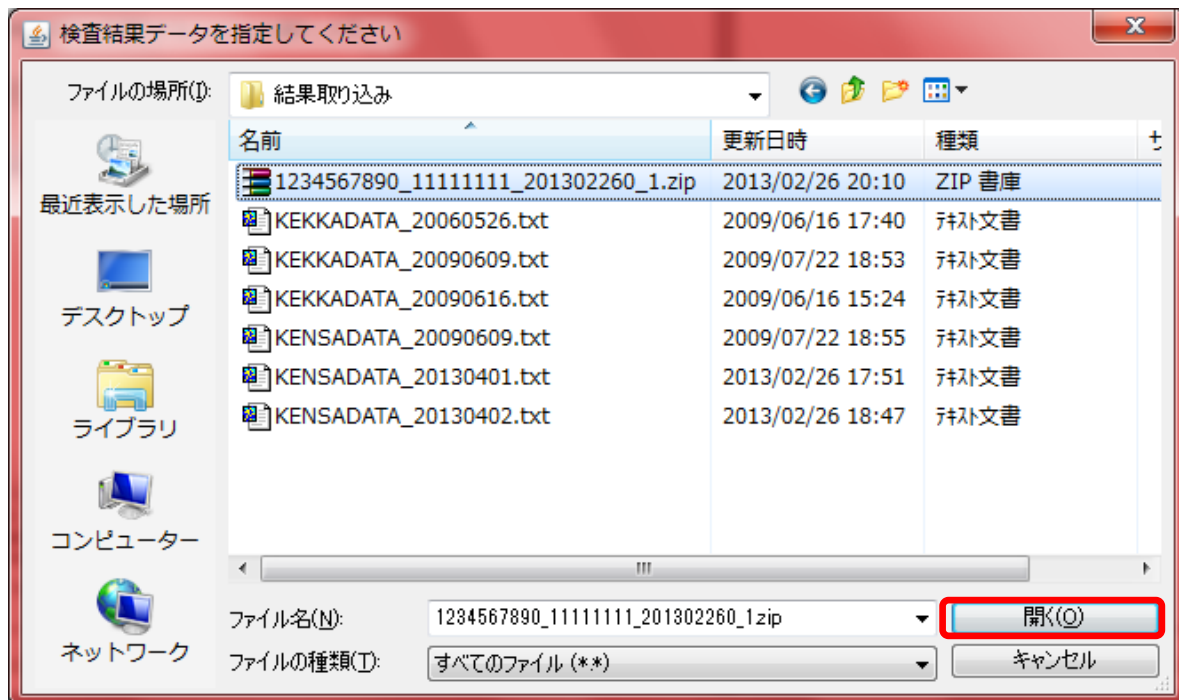 検査結果データを指定してください
ファイルの場所(I):
結果取り込み
名前 更新日時 種類 サ
1234567890_11111111_201302260_1.zip 2013/02/26 20:10 ZIP 書庫
KEKKADATA_20060526.txt 2009/06/16 17:40 ﾃｷｽﾄ文書
KEKKADATA_20090609.txt 2009/07/22 18:53 ﾃｷｽﾄ文書
KEKKADATA_20090616.txt 2009/06/16 15:24 ﾃｷｽﾄ文書
KENSADATA_20090609.txt 2009/07/22 18:55 ﾃｷｽﾄ文書
KENSADATA_20130401.txt 2013/02/26 17:51 ﾃｷｽﾄ文書
KENSADATA_20130402.txt 2013/02/26 18:47 ﾃｷｽﾄ文書
最近表示した場所
デスクトップ
ライブラリ
コンピューター
ネットワーク
ファイル名(N): 1234567890_11111111_201302260_1zip 開く(O)
ファイルの種類(T): すべてのファイル (*.*) キャンセル